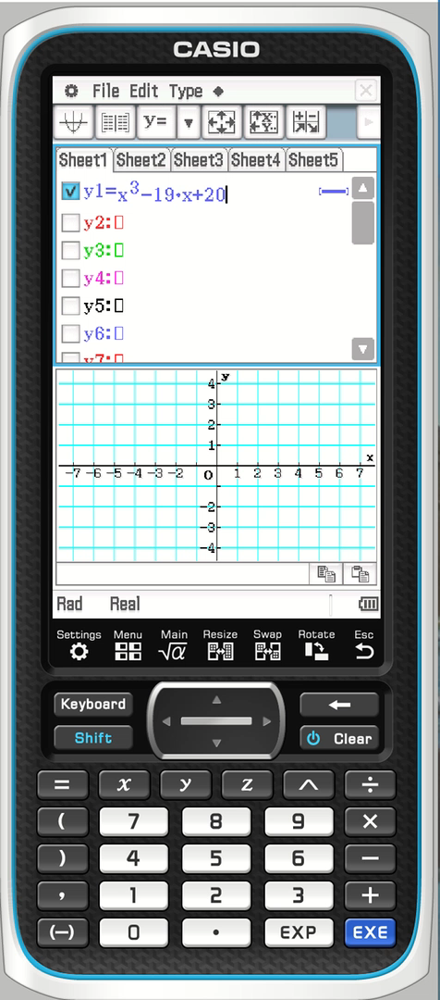 CASIO
File Edit Type ◆
y=
Sheet1 Sheet2 Sheet3 Sheet4 Sheet5
y1=x³−19·x+20
y2:▯
y3:▯
y4:▯
y5:▯
y6:▯
y7:▯
y
4
3
2
1
x
−7 −6 −5 −4 −3 −2 0 1 2 3 4 5 6 7
−2
−3
−4
Rad Real
Settings Menu Main Resize Swap Rotate Esc
√α
Keyboard
Shift Clear
= x y z ^ ÷
( 7 8 9 ×
) 4 5 6 −
, 1 2 3 +
(−) 0 · EXP EXE